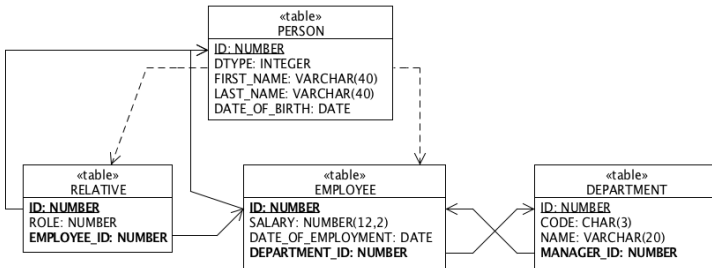 «table»
PERSON
ID: NUMBER
DTYPE: INTEGER
FIRST_NAME: VARCHAR(40)
LAST_NAME: VARCHAR(40)
DATE_OF_BIRTH: DATE
«table»
RELATIVE
ID: NUMBER
ROLE: NUMBER
EMPLOYEE_ID: NUMBER
«table»
EMPLOYEE
ID: NUMBER
SALARY: NUMBER(12,2)
DATE_OF_EMPLOYMENT: DATE
DEPARTMENT_ID: NUMBER
«table»
DEPARTMENT
ID: NUMBER
CODE: CHAR(3)
NAME: VARCHAR(20)
MANAGER_ID: NUMBER